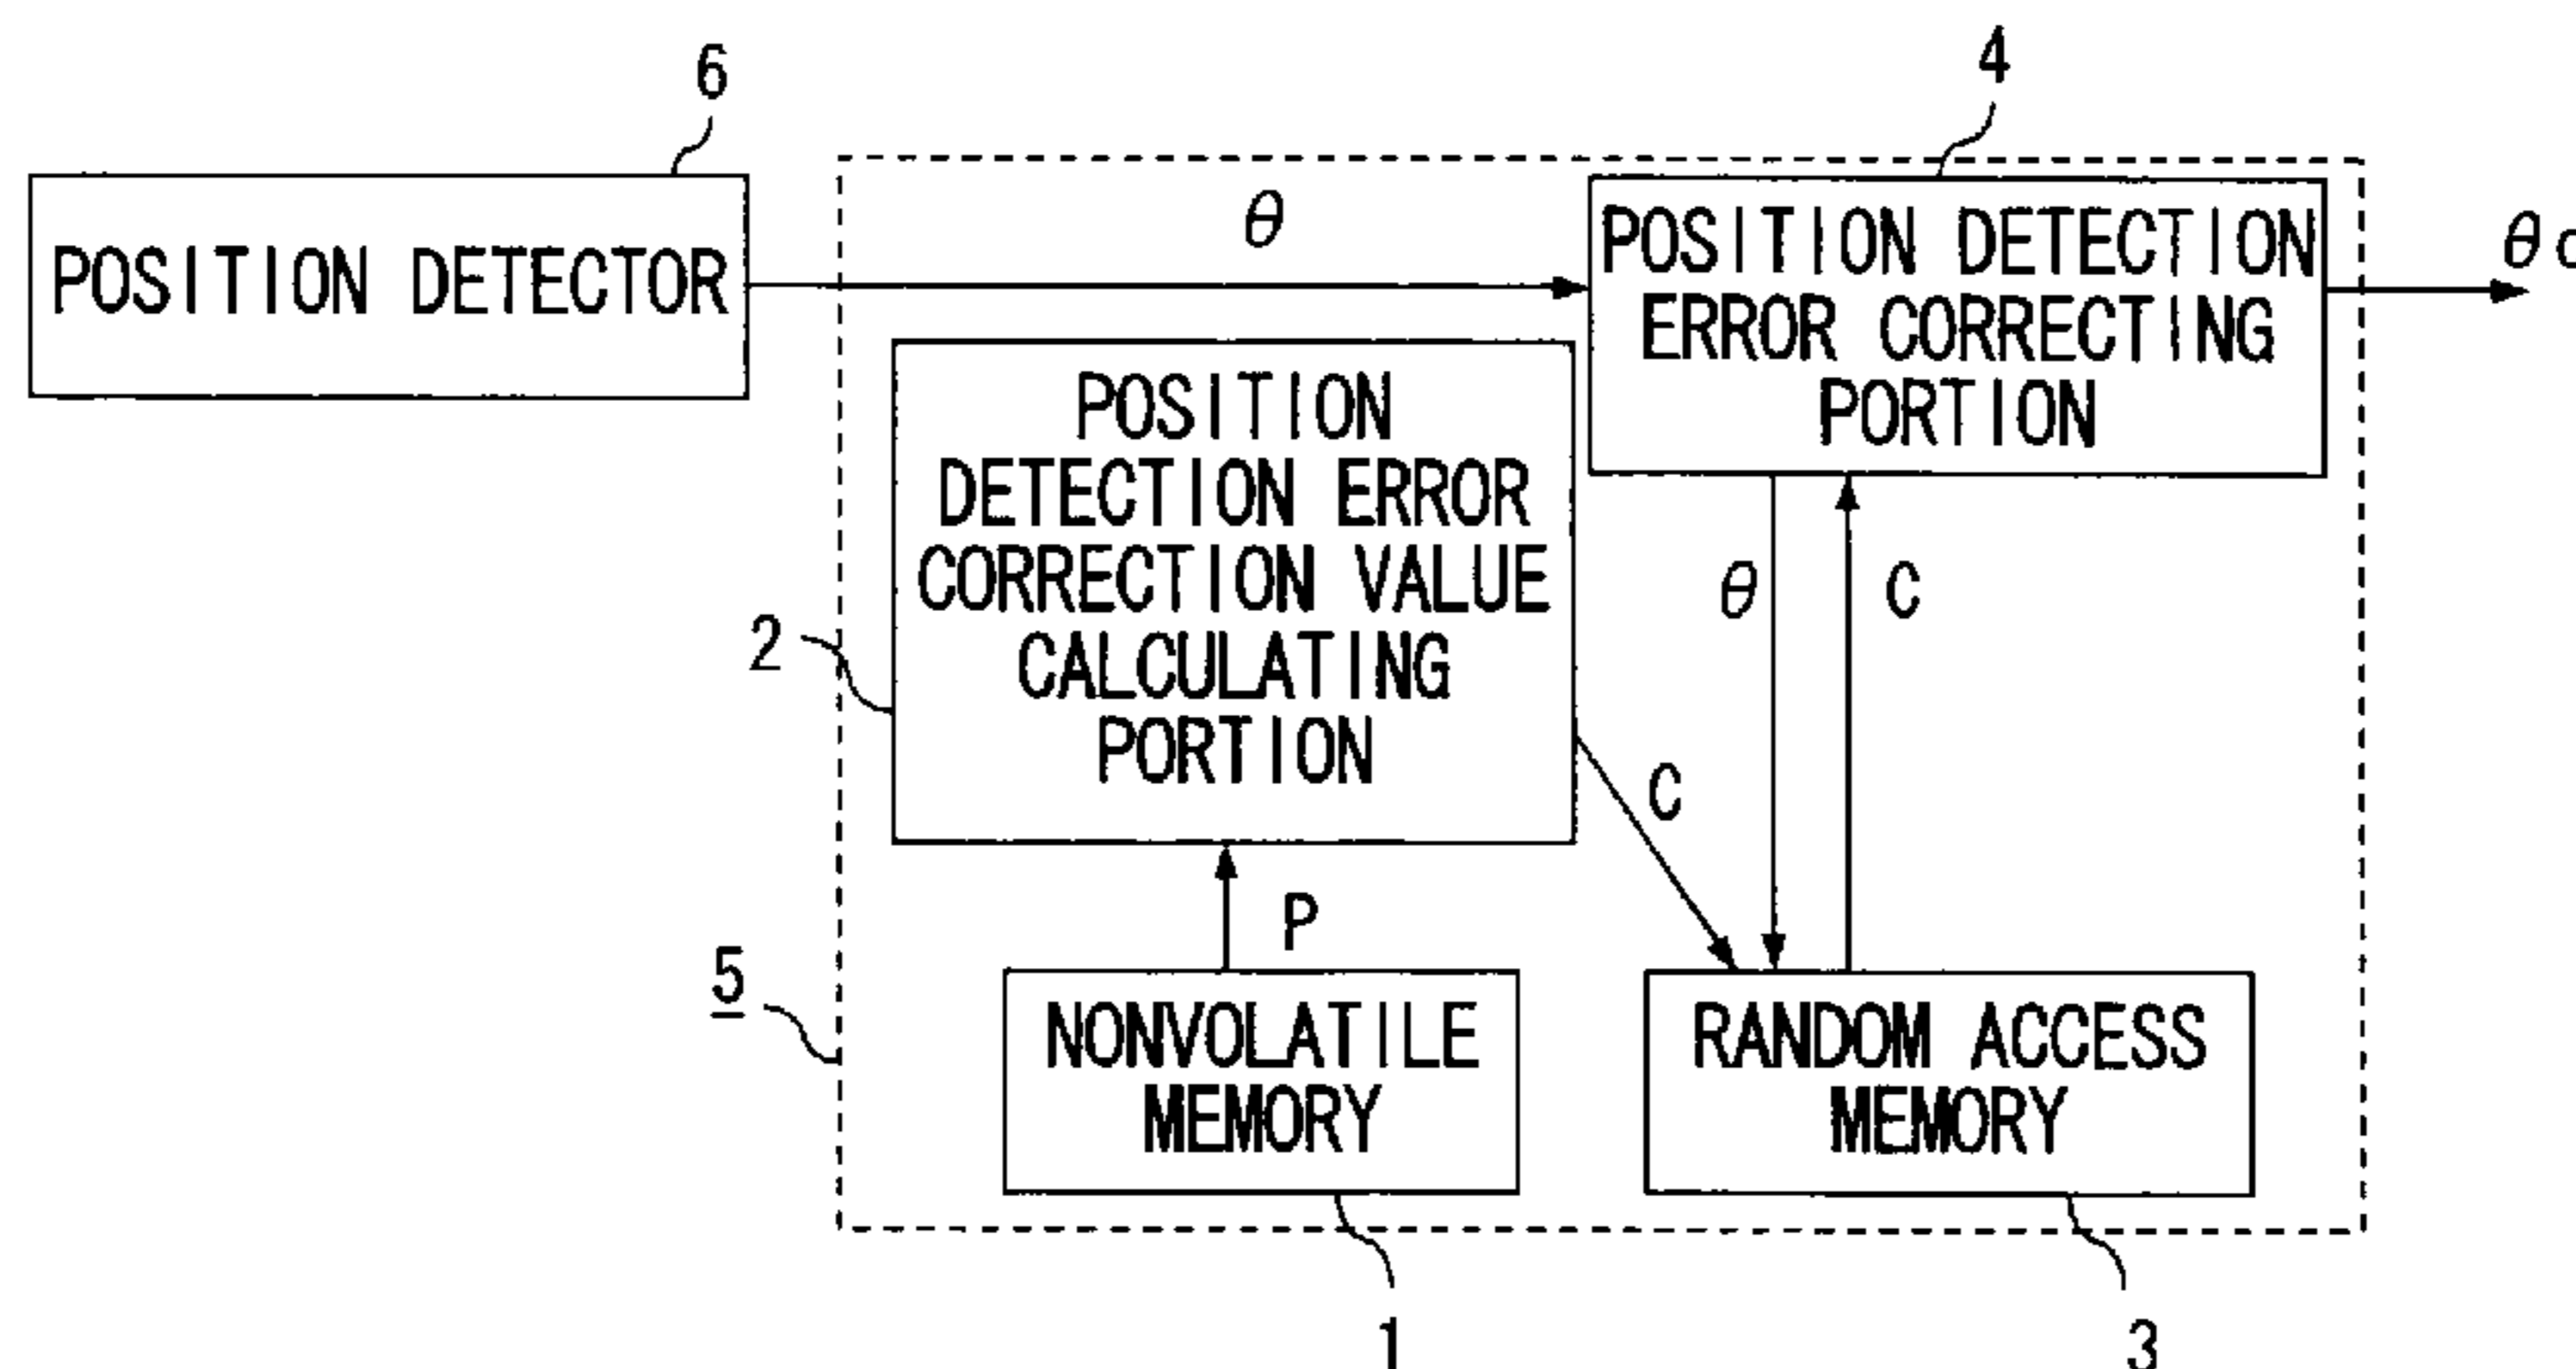 6
4
POSITION DETECTOR
θ
POSITION DETECTION
ERROR CORRECTING
PORTION
θc
POSITION
DETECTION ERROR
CORRECTION VALUE
CALCULATING
PORTION
2
θ
C
C
P
5
NONVOLATILE
MEMORY
RANDOM ACCESS
MEMORY
1
3